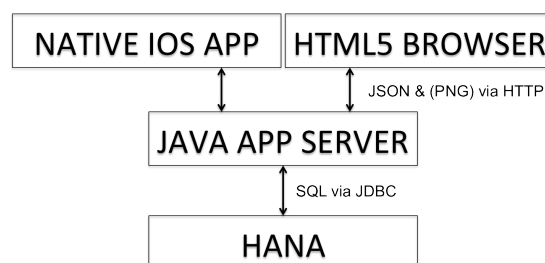 NATIVE IOS APP
HTML5 BROWSER
JSON & (PNG) via HTTP
JAVA APP SERVER
SQL via JDBC
HANA